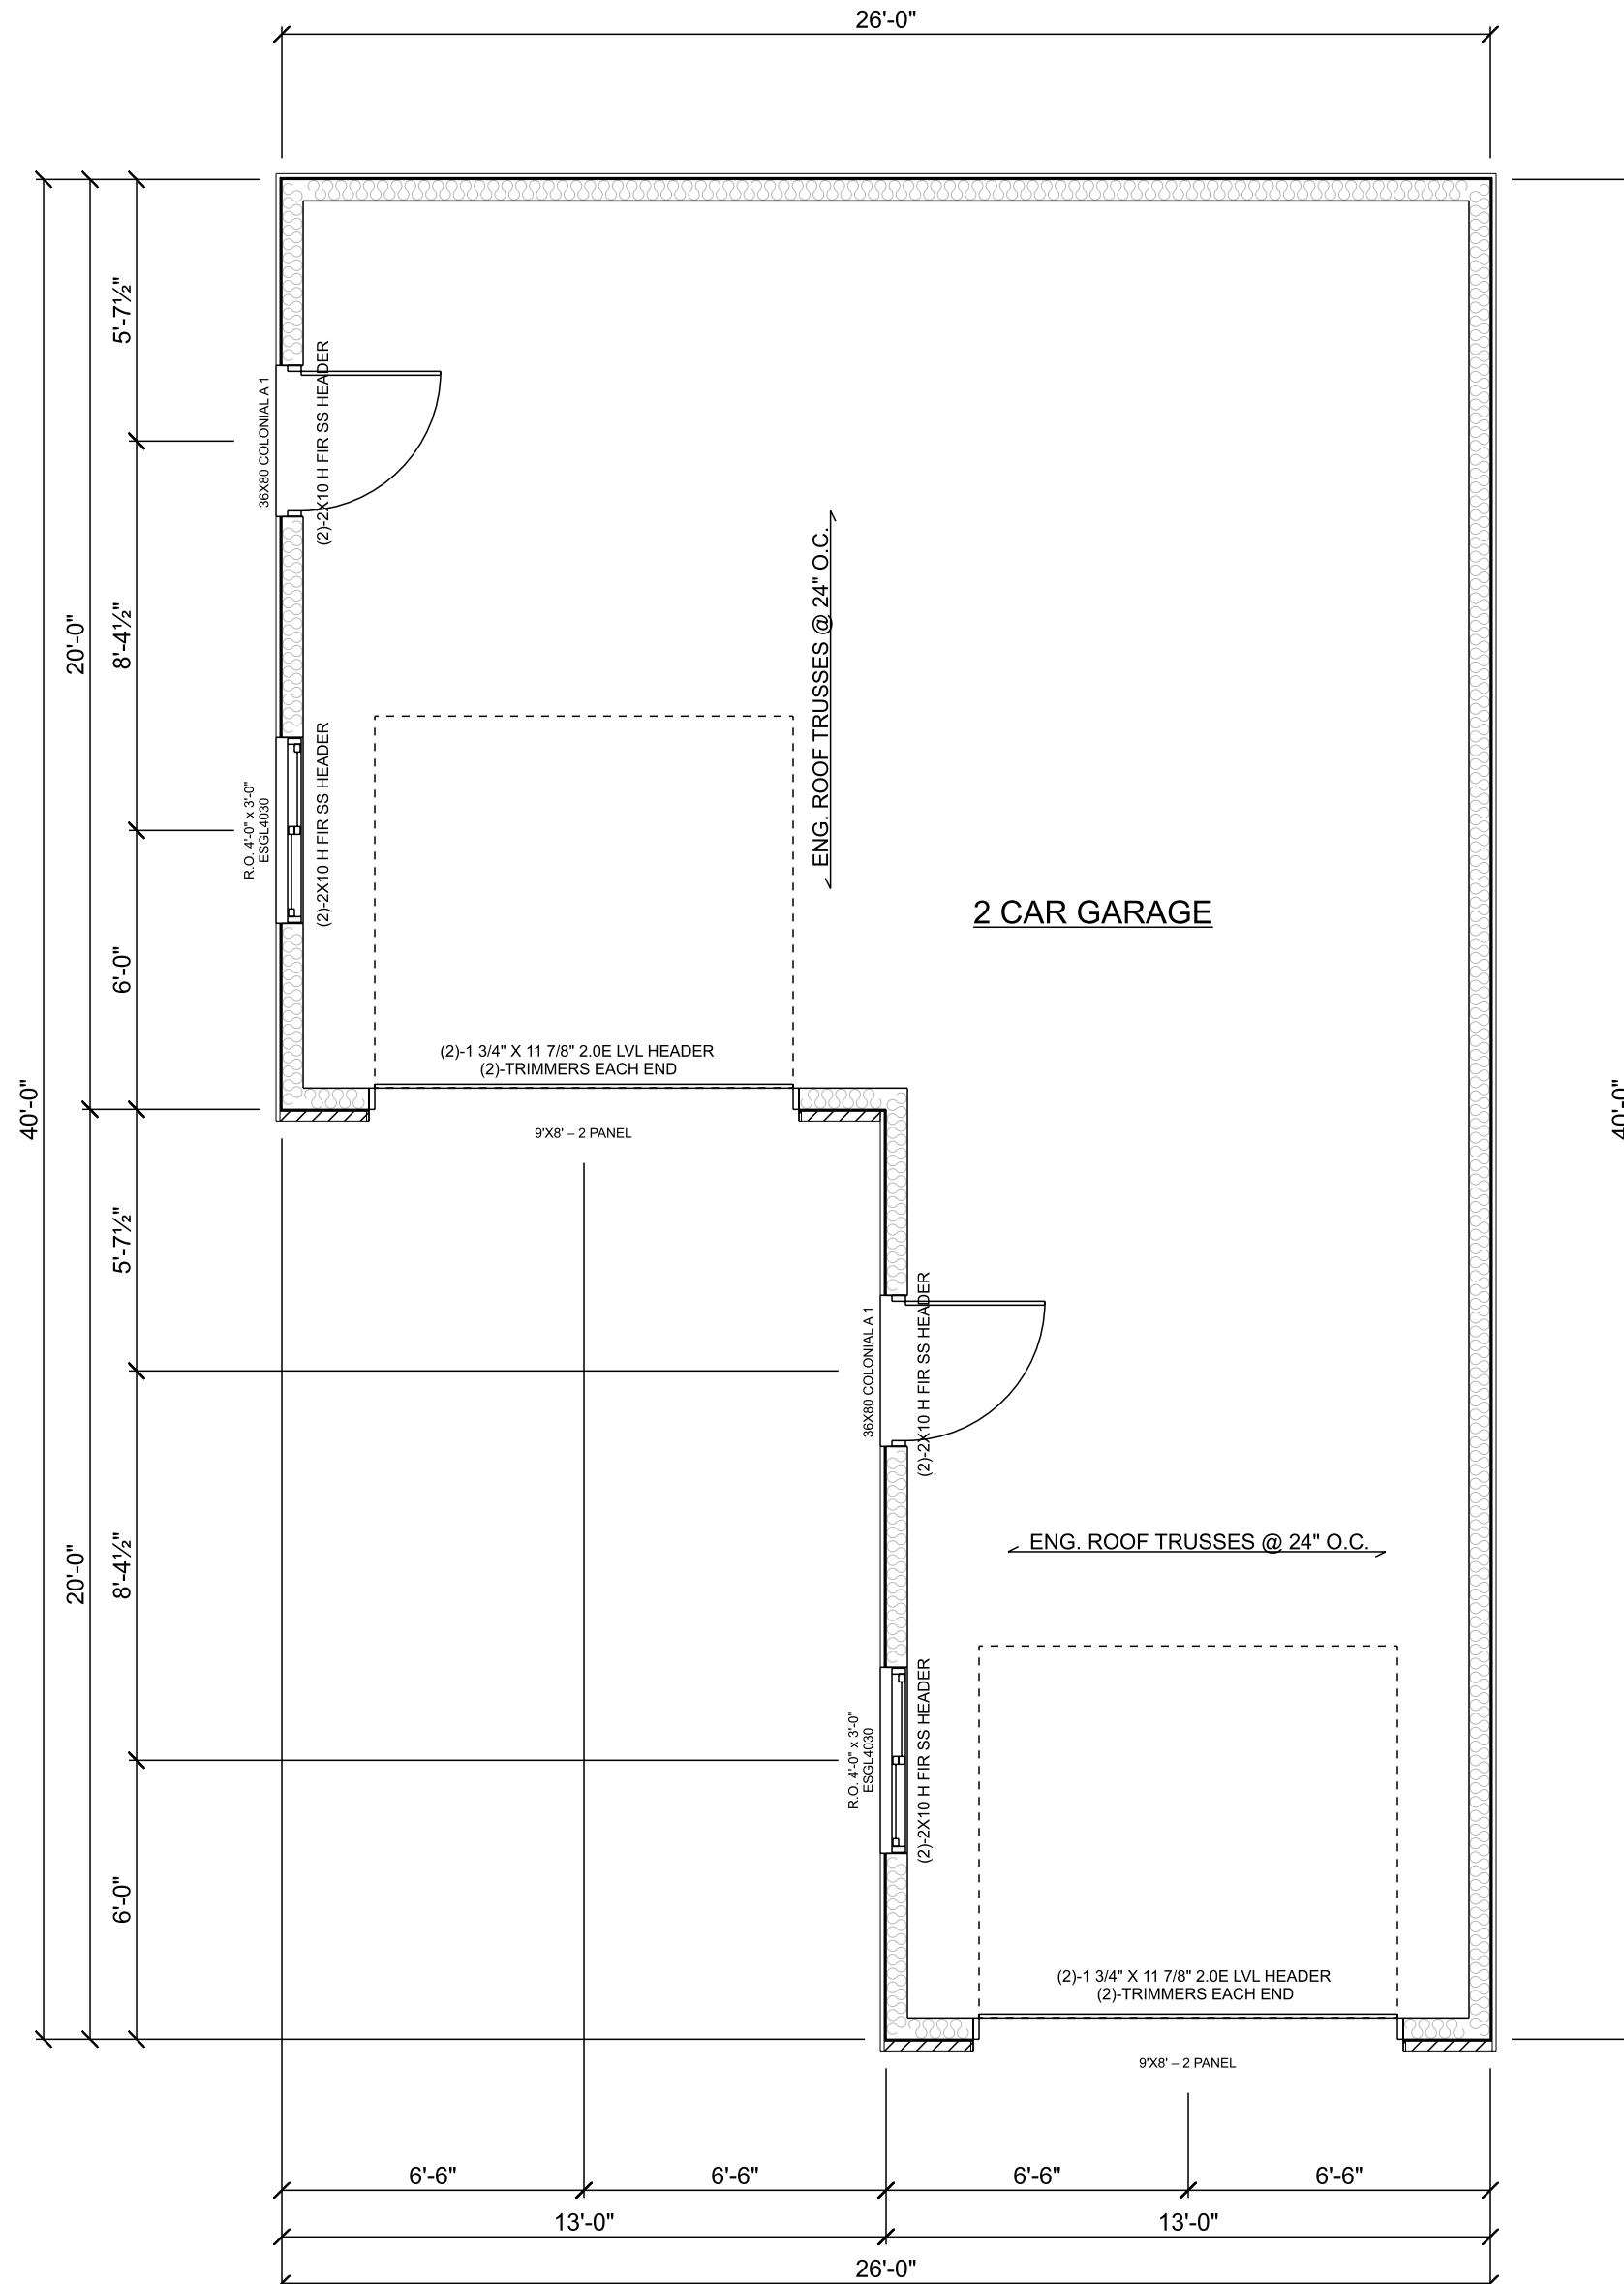 26'-0"
5'-7½"
36X80 COLONIAL A 1
(2)-2X10 H FIR SS HEADER
20'-0"
8'-4½"
ENG. ROOF TRUSSES @ 24" O.C.
R.O. 4'-0" x 3'-0"
ESGL4030
(2)-2X10 H FIR SS HEADER
2 CAR GARAGE
6'-0"
(2)-1 3/4" X 11 7/8" 2.0E LVL HEADER
(2)-TRIMMERS EACH END
40'-0"
40'-0"
9'X8' – 2 PANEL
5'-7½"
36X80 COLONIAL A 1
(2)-2X10 H FIR SS HEADER
20'-0"
8'-4½"
ENG. ROOF TRUSSES @ 24" O.C.
R.O. 4'-0" x 3'-0"
ESGL4030
(2)-2X10 H FIR SS HEADER
6'-0"
(2)-1 3/4" X 11 7/8" 2.0E LVL HEADER
(2)-TRIMMERS EACH END
9'X8' – 2 PANEL
6'-6"
6'-6"
6'-6"
6'-6"
13'-0"
13'-0"
26'-0"